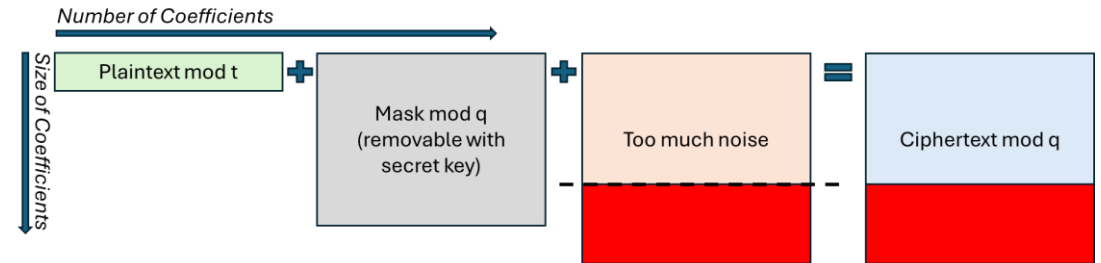 Number of Coefficients
Size of Coefficients
Plaintext mod t
Mask mod q
(removable with
secret key)
Too much noise
Ciphertext mod q